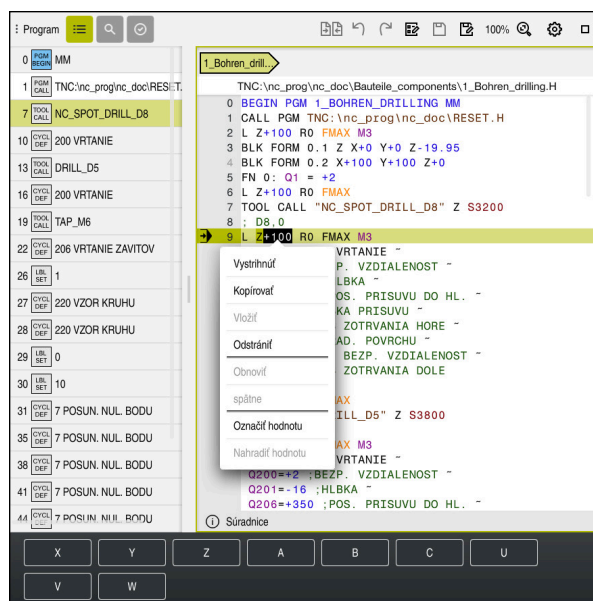 Program
100%
0 PGM BEGIN MM
1 PGM CALL TNC:\nc_prog\nc_doc\RESET.
7 TOOL CALL NC_SPOT_DRILL_D8
10 CYCL DEF 200 VRTANIE
13 TOOL CALL DRILL_D5
16 CYCL DEF 200 VRTANIE
19 TOOL CALL TAP_M6
22 CYCL DEF 206 VRTANIE ZAVITOV
26 LBL SET 1
27 CYCL DEF 220 VZOR KRUHU
28 CYCL DEF 220 VZOR KRUHU
29 LBL SET 0
30 LBL SET 10
31 CYCL DEF 7 POSUN. NUL. BODU
35 CYCL DEF 7 POSUN. NUL. BODU
38 CYCL DEF 7 POSUN. NUL. BODU
41 CYCL DEF 7 POSUN. NUL. BODU
44 CYCL DEF 7 POSUN. NUL. BODU
1_Bohren_drill...
TNC:\nc_prog\nc_doc\Bauteile_components\1_Bohren_drilling.H
0 BEGIN PGM 1_BOHREN_DRILLING MM
1 CALL PGM TNC:\nc_prog\nc_doc\RESET.H
2 L Z+100 R0 FMAX M3
3 BLK FORM 0.1 Z X+0 Y+0 Z-19.95
4 BLK FORM 0.2 X+100 Y+100 Z+0
5 FN 0: Q1 = +2
6 L Z+100 R0 FMAX
7 TOOL CALL "NC_SPOT_DRILL_D8" Z S3200
8 ; D8,0
9 L Z+100 R0 FMAX M3
VRTANIE ~
P. VZDIALENOST ~
LBKA ~
OS. PRISUVU DO HL. ~
KA PRISUVU ~
ZOTRVANIA HORE ~
AD. POVRCHU ~
BEZP. VZDIALENOST ~
ZOTRVANIA DOLE
AX
ILL_D5" Z S3800
AX M3
VRTANIE ~
Q200=+2 ;BEZP. VZDIALENOST ~
Q201=-16 ;HLBKA ~
Q206=+350 ;POS. PRISUVU DO HL. ~
Vystrihnúť
Kopírovať
Vložiť
Odstrániť
Obnoviť
spätne
Označiť hodnotu
Nahradiť hodnotu
Súradnice
X Y Z A B C U
V W